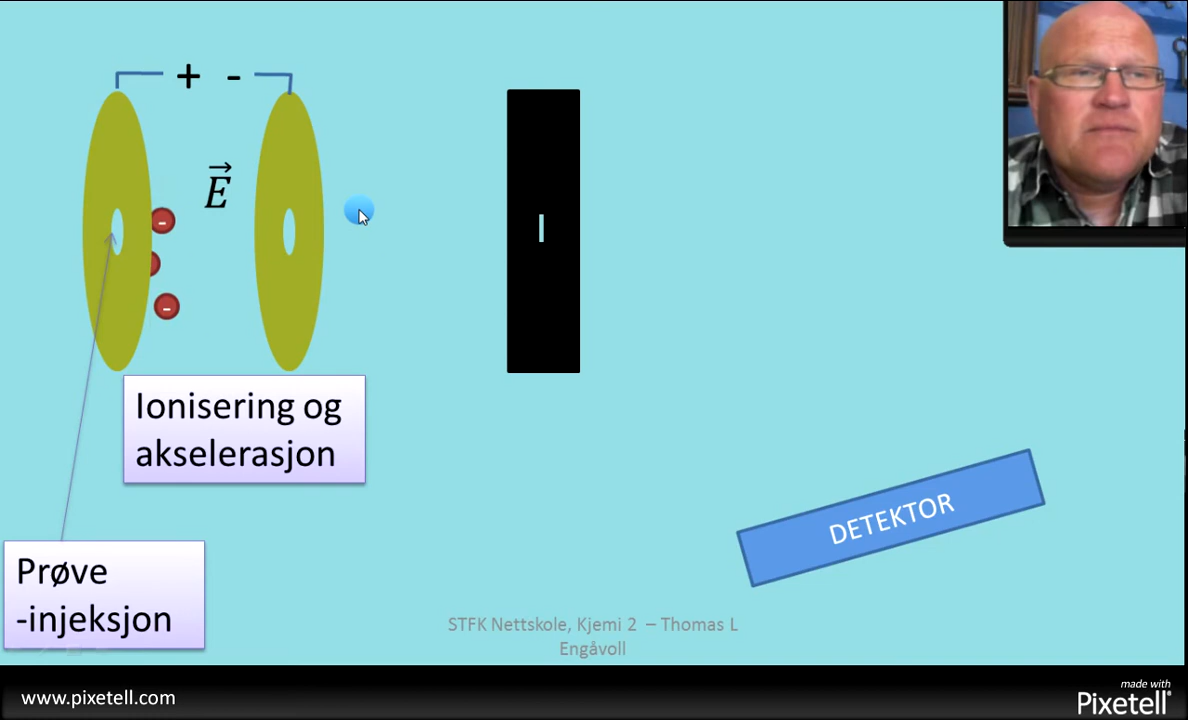 + -
E
-
-
I
Ionisering og
akselerasjon
DETEKTOR
Prøve
-injeksjon
STFK Nettskole, Kjemi 2 – Thomas L
Engåvoll
www.pixetell.com
made with
Pixetell